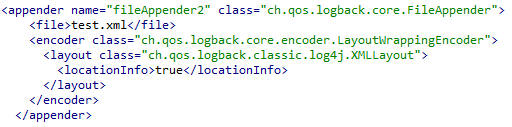 <appender name="fileAppender2" class="ch.qos.logback.core.FileAppender">
    <file>test.xml</file>
    <encoder class="ch.qos.logback.core.encoder.LayoutWrappingEncoder">
      <layout class="ch.qos.logback.classic.log4j.XMLLayout">
        <locationInfo>true</locationInfo>
      </layout>
    </encoder>
  </appender>